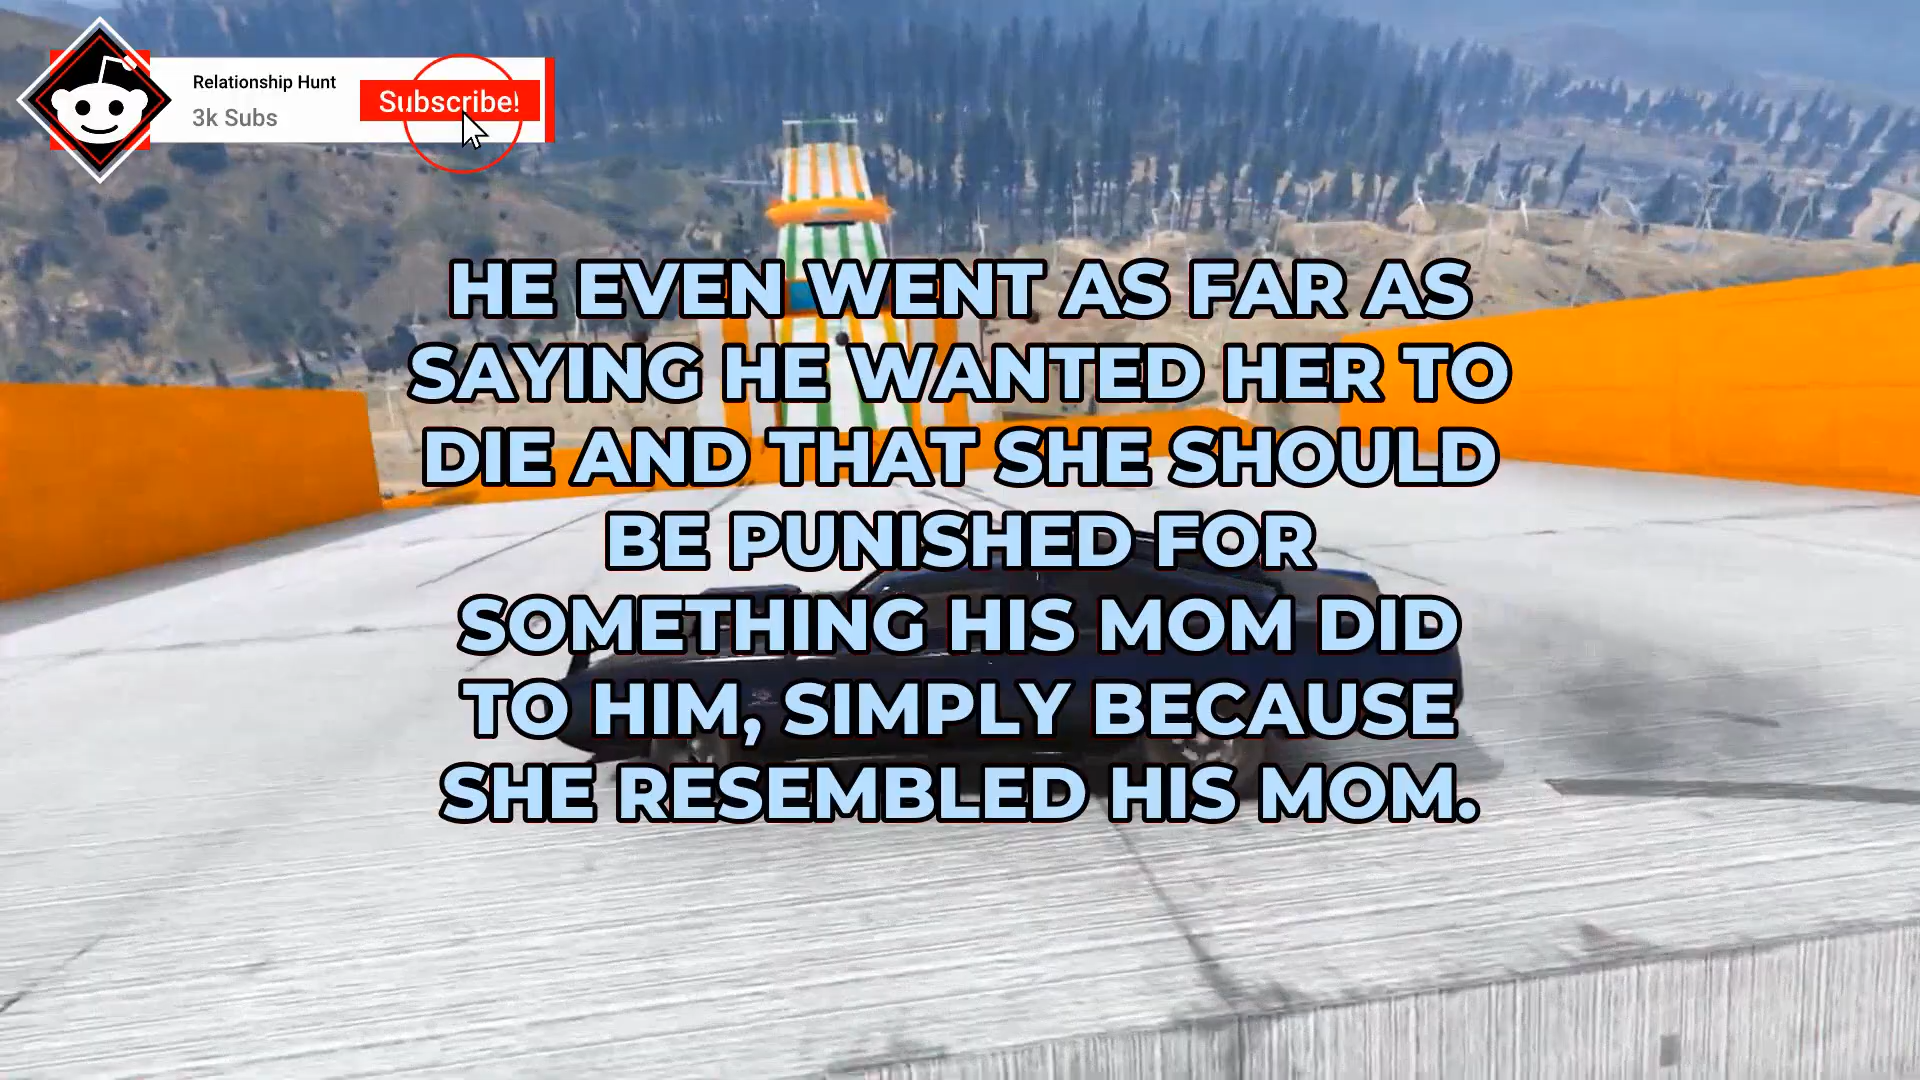 Relationship Hunt
3k Subs
Subscribe!
HE EVEN WENT AS FAR AS
SAYING HE WANTED HER TO
DIE AND THAT SHE SHOULD
BE PUNISHED FOR
SOMETHING HIS MOM DID
TO HIM, SIMPLY BECAUSE
SHE RESEMBLED HIS MOM.